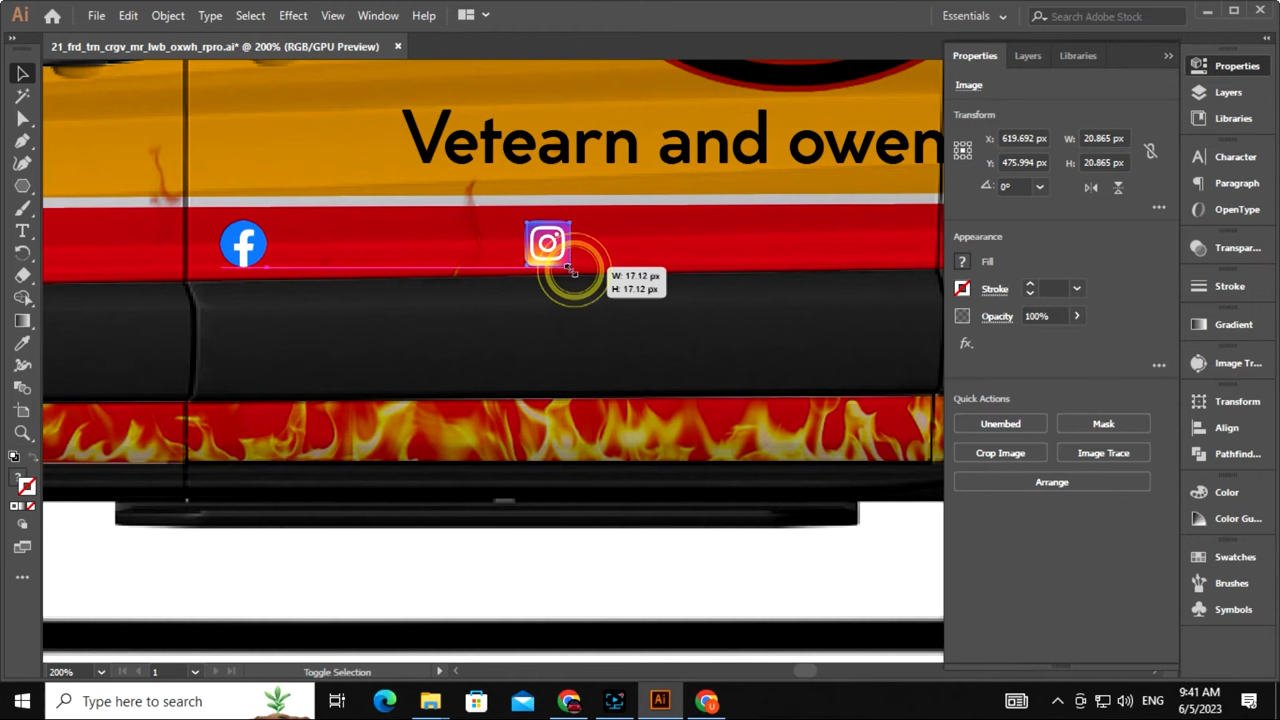 Ai File Edit Object Type Select Effect View Window Help Essentials Search Adobe Stock
21_frd_trn_crgv_mr_lwb_oxwh_rpro.ai* @ 200% (RGB/GPU Preview) ×
Properties Layers Libraries
Image
Transform
X: 619.692 px W: 20.865 px
Y: 475.994 px H: 20.865 px
0°
Appearance
? Fill
Stroke
Opacity 100%
fx.
Quick Actions
Unembed Mask
Crop Image Image Trace
Arrange
Properties
Layers
Libraries
Character
Paragraph
OpenType
Transpar...
Stroke
Gradient
Image Tr...
Transform
Align
Pathfind...
Color
Color Gu...
Swatches
Brushes
Symbols
Vetearn and owen
W: 17.12 px
H: 17.12 px
200% 1 Toggle Selection
Type here to search
Ai
ENG
9:41 AM
6/5/2023